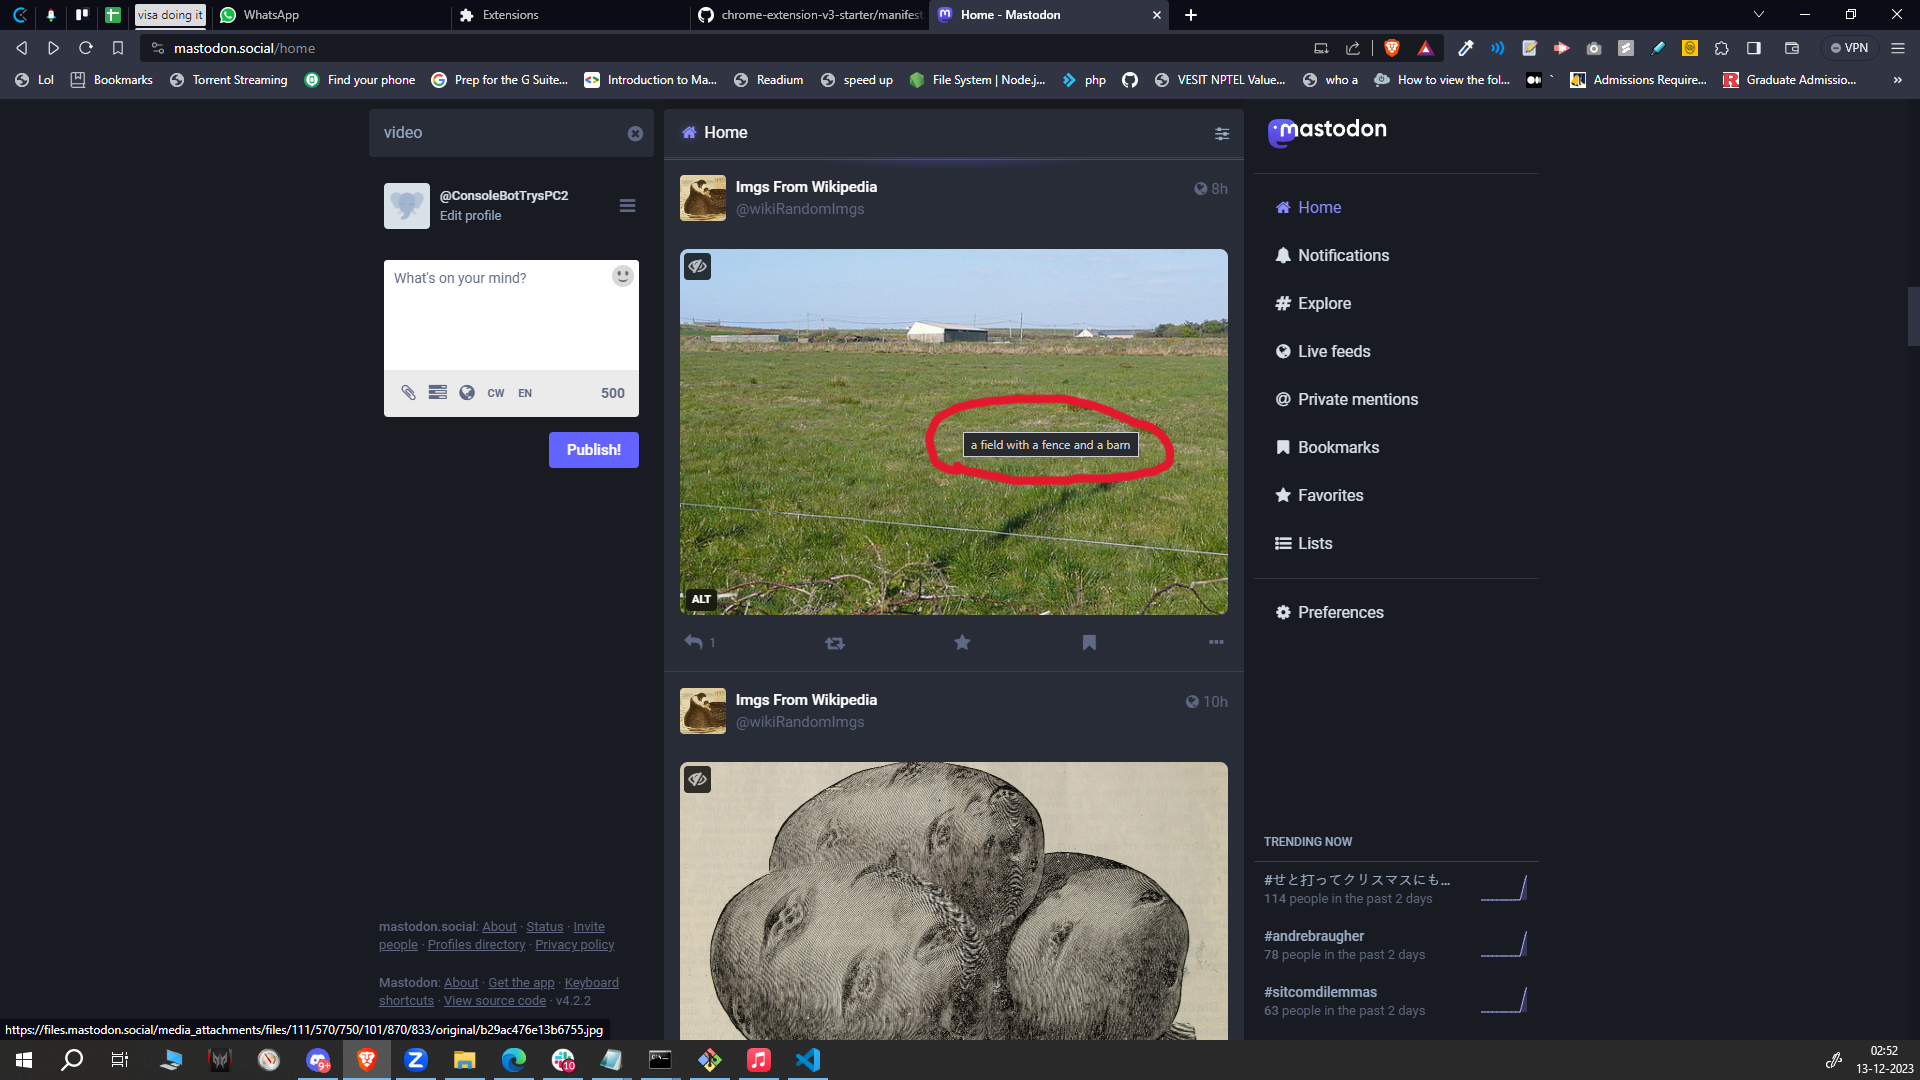 visa doing it
WhatsApp
Extensions
chrome-extension-v3-starter/manifest
Home - Mastodon
mastodon.social/home
VPN
Lol
Bookmarks
Torrent Streaming
Find your phone
Prep for the G Suite...
Introduction to Ma...
Readium
speed up
File System | Node.j...
php
VESIT NPTEL Value...
who a
How to view the fol...
`
Admissions Require...
Graduate Admissio...
»
video
@ConsoleBotTrysPC2
Edit profile
What's on your mind?
CW EN 500
Publish!
mastodon.social: About · Status · Invite
people · Profiles directory · Privacy policy
Mastodon: About · Get the app · Keyboard
shortcuts · View source code · v4.2.2
https://files.mastodon.social/media_attachments/files/111/570/750/101/870/833/original/b29ac476e13b6755.jpg
Home
Imgs From Wikipedia
8h
@wikiRandomImgs
a field with a fence and a barn
ALT
1
Imgs From Wikipedia
10h
@wikiRandomImgs
mastodon
Home
Notifications
Explore
Live feeds
Private mentions
Bookmarks
Favorites
Lists
Preferences
TRENDING NOW
#せと打ってクリスマスにも...
114 people in the past 2 days
#andrebraugher
78 people in the past 2 days
#sitcomdilemmas
63 people in the past 2 days
9+
10
02:52
13-12-2023